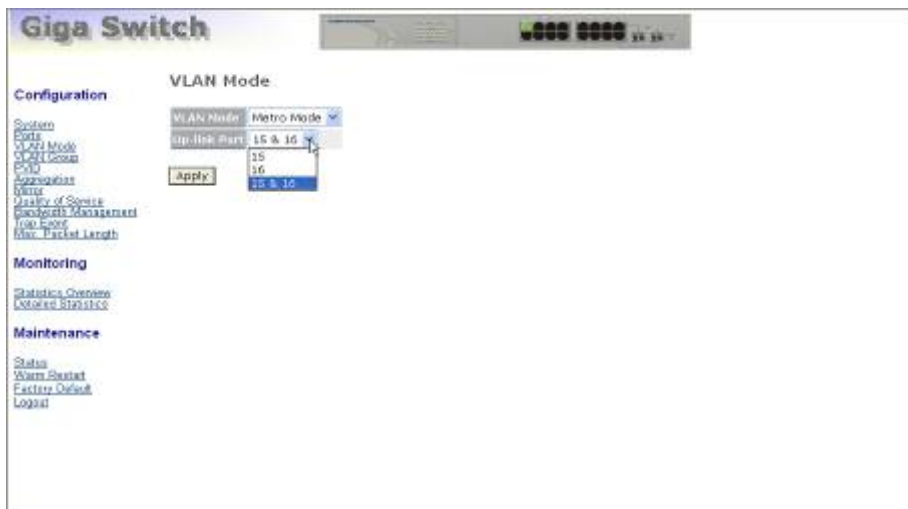 Giga Switch
VLAN Mode
VLAN Mode Metro Mode
Up-link Port 15 & 16
15
16
15 & 16
Apply
Configuration
System
Ports
VLAN Mode
VLAN Group
PVID
Aggregation
Mirror
Quality of Service
Bandwidth Management
Trap Event
Max. Packet Length
Monitoring
Statistics Overview
Detailed Statistics
Maintenance
Status
Warm Restart
Factory Default
Logout